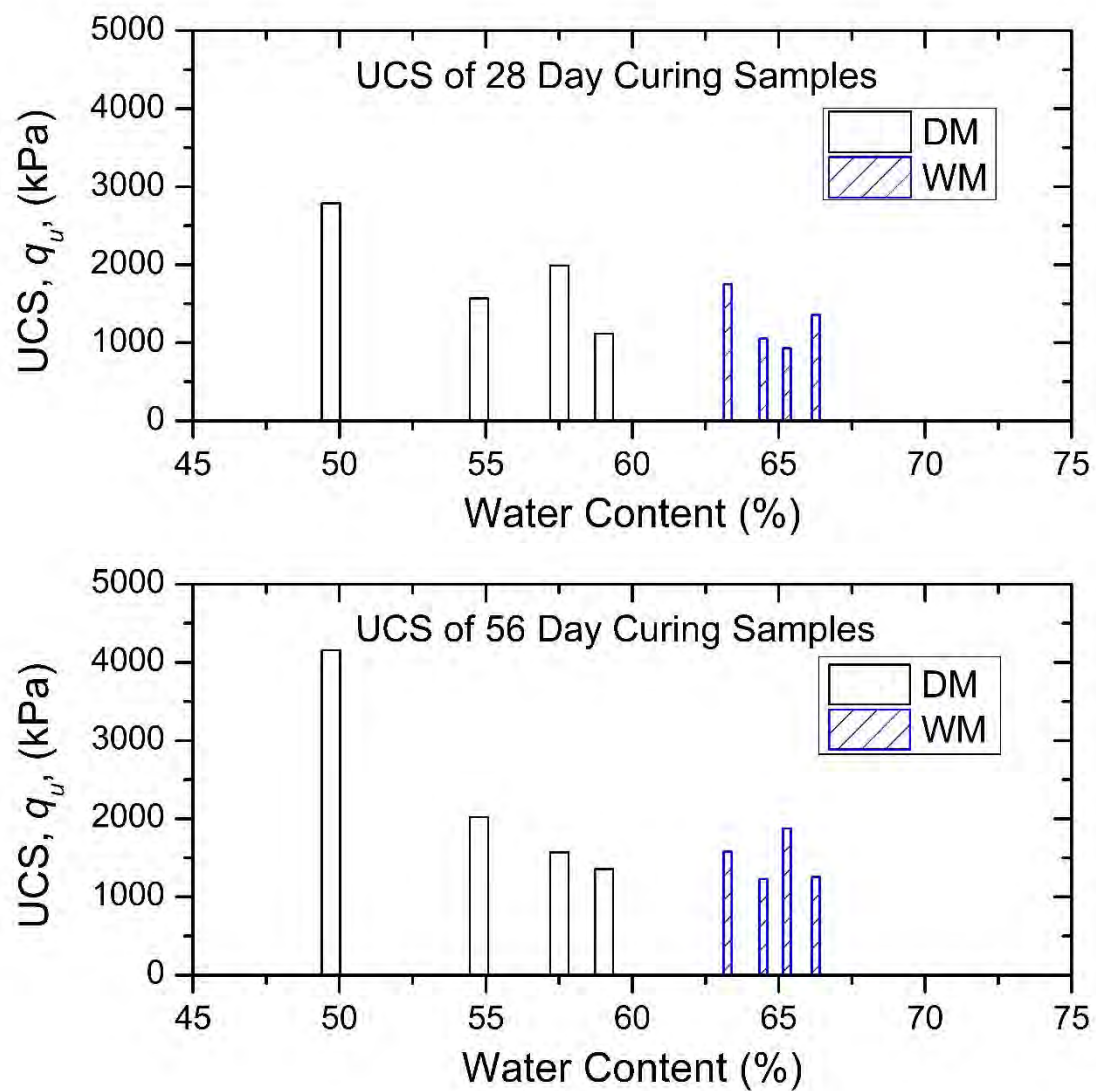 5000
UCS of 28 Day Curing Samples
4000
DM
WM
3000
2000
1000
0
UCS, qu, (kPa)
45 50 55 60 65 70 75
Water Content (%)
5000
UCS of 56 Day Curing Samples
4000
DM
WM
3000
2000
1000
0
UCS, qu, (kPa)
45 50 55 60 65 70 75
Water Content (%)